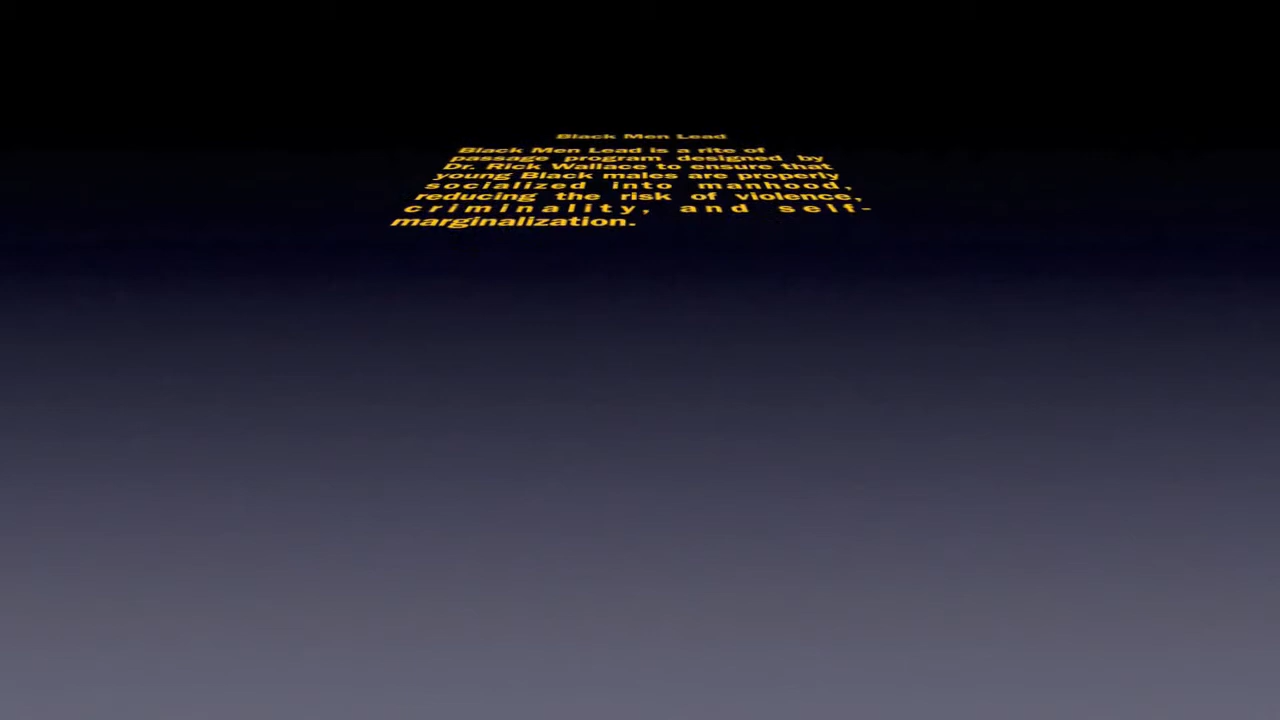 Black Men Lead
Black Men Lead is a rite of
passage program designed by
Dr. Rick Wallace to ensure that
young Black males are properly
socialized into manhood,
reducing the risk of violence,
criminality, and self-
marginalization.